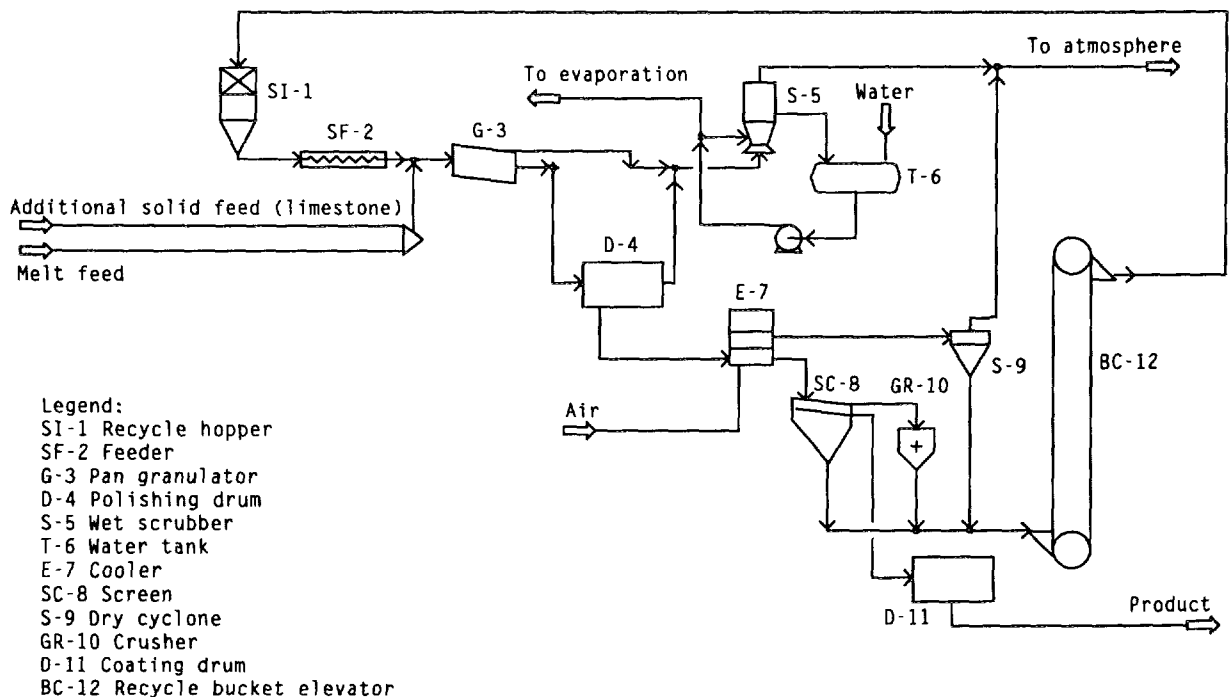 To atmosphere
To evaporation
SI-1
S-5
Water
SF-2
G-3
T-6
Additional solid feed (limestone)
Melt feed
D-4
E-7
S-9
BC-12
SC-8
GR-10
Air
Legend:
SI-1 Recycle hopper
SF-2 Feeder
G-3 Pan granulator
D-4 Polishing drum
S-5 Wet scrubber
T-6 Water tank
E-7 Cooler
SC-8 Screen
S-9 Dry cyclone
GR-10 Crusher
D-11 Coating drum
BC-12 Recycle bucket elevator
D-11
Product